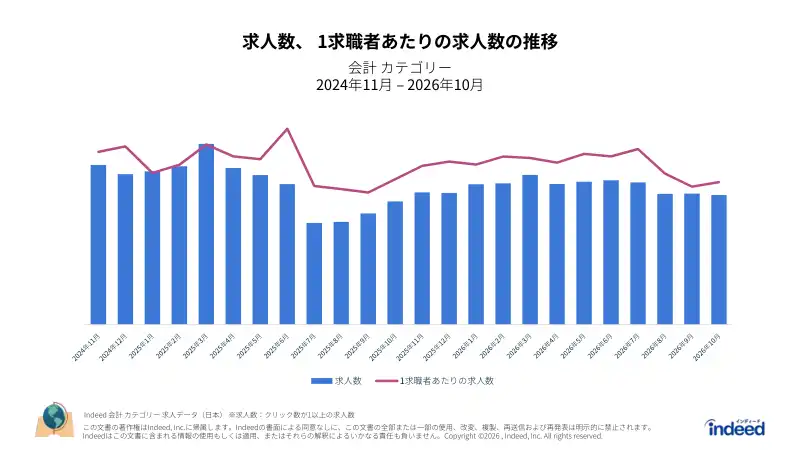 求人数、 1求職者あたりの求人数の推移
会計 カテゴリー
2024年11月 – 2026年10月
2024年11月
2024年12月
2025年1月
2025年2月
2025年3月
2025年4月
2025年5月
2025年6月
2025年7月
2025年8月
2025年9月
2025年10月
2025年11月
2025年12月
2026年1月
2026年2月
2026年3月
2026年4月
2026年5月
2026年6月
2026年7月
2026年8月
2026年9月
2026年10月
求人数
1求職者あたりの求人数
Indeed 会計 カテゴリー 求人データ（日本） ※求人数：クリック数が1以上の求人数
この文書の著作権はIndeed, Inc.に帰属します。Indeedの書面による同意なしに、この文書の全部または一部の使用、改変、複製、再送信および再発表は明示的に禁止されます。
Indeedはこの文書に含まれる情報の使用もしくは適用、またはそれらの解釈によるいかなる責任も負いません。Copyright ©2026 , Indeed, Inc. All rights reserved.
インディード
indeed